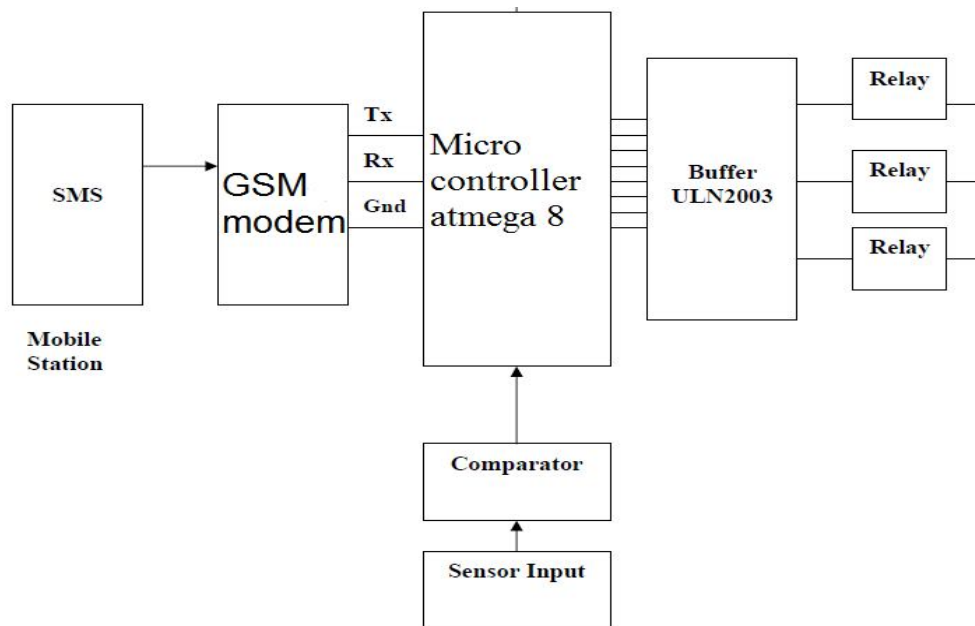 SMS
Mobile
Station
GSM
modem
Tx
Rx
Gnd
Micro
controller
atmega 8
Buffer
ULN2003
Relay
Relay
Relay
Comparator
Sensor Input